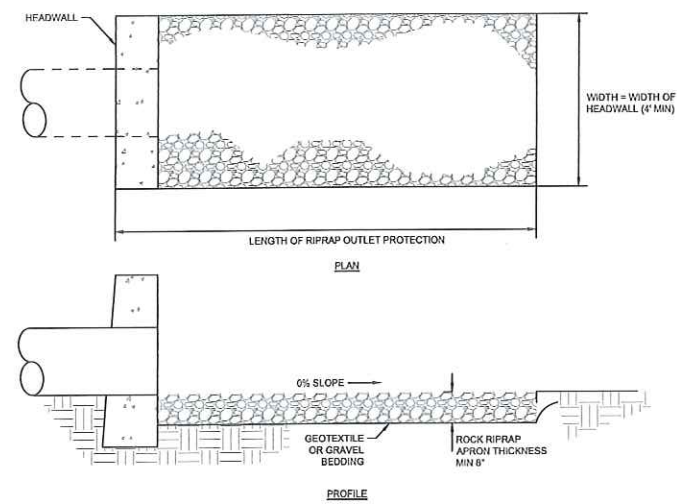 HEADWALL
WIDTH = WIDTH OF
HEADWALL (4' MIN)
LENGTH OF RIPRAP OUTLET PROTECTION
PLAN
0% SLOPE
GEOTEXTILE
OR GRAVEL
BEDDING
ROCK RIPRAP
APRON THICKNESS
MIN 8"
PROFILE